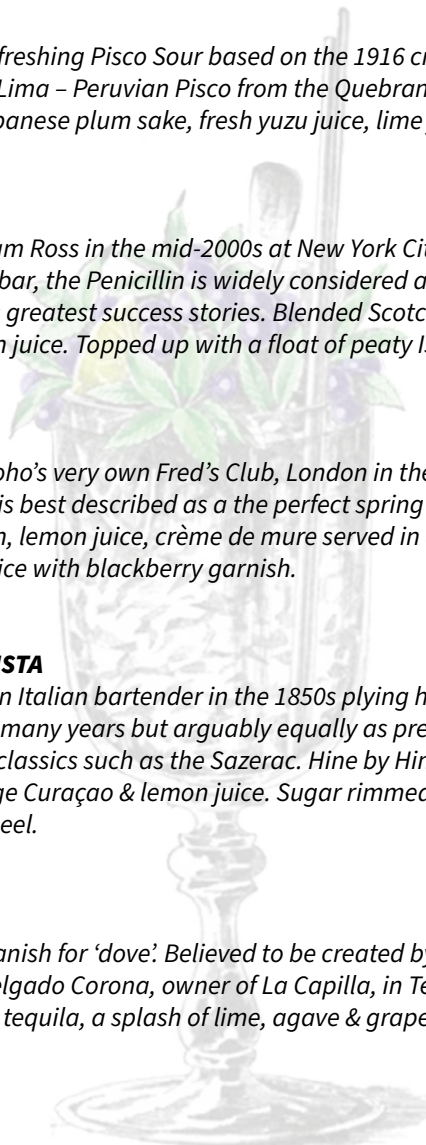 freshing Pisco Sour based on the 1916 cr
Lima – Peruvian Pisco from the Quebran
panese plum sake, fresh yuzu juice, lime
am Ross in the mid-2000s at New York Cit
bar, the Penicillin is widely considered a
greatest success stories. Blended Scotc
n juice. Topped up with a float of peaty Is
oho’s very own Fred’s Club, London in the
is best described as a the perfect spring
n, lemon juice, crème de mure served in
ice with blackberry garnish.
USTA
n Italian bartender in the 1850s plying h
many years but arguably equally as pre
classics such as the Sazerac. Hine by Hin
ge Curaçao & lemon juice. Sugar rimmed
eel.
anish for ‘dove’. Believed to be created by
elgado Corona, owner of La Capilla, in Te
tequila, a splash of lime, agave & grape